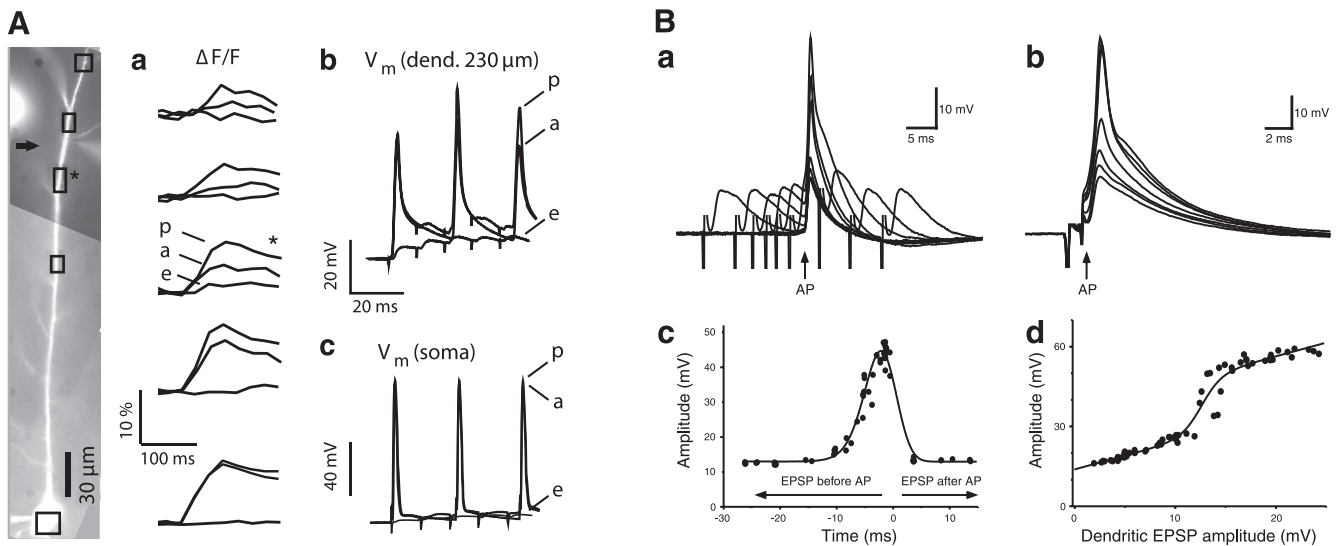 A
B
a
Δ F/F
*
p
*
a
e
10 %
100 ms
30 µm
b
Vm (dend. 230 µm)
p
a
e
20 mV
20 ms
c
Vm (soma)
p
a
e
40 mV
a
10 mV
5 ms
AP
b
10 mV
2 ms
AP
c
Amplitude (mV)
50
40
30
20
10
0
EPSP before AP
EPSP after AP
-30
-20
-10
0
10
Time (ms)
d
Amplitude (mV)
60
30
0
0
10
20
Dendritic EPSP amplitude (mV)